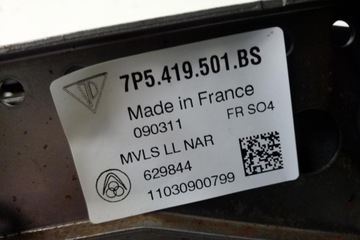 7P5.419.501.BS
Made in France
090311 FR SO4
MVLS LL NAR
629844
11030900799